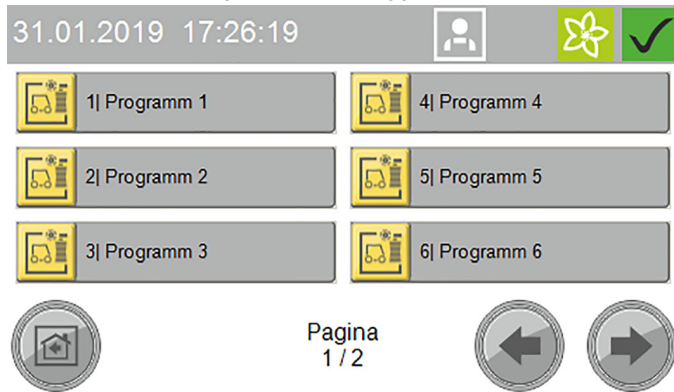 31.01.2019 17:26:19
1| Programm 1
4| Programm 4
2| Programm 2
5| Programm 5
3| Programm 3
6| Programm 6
Pagina
1 / 2